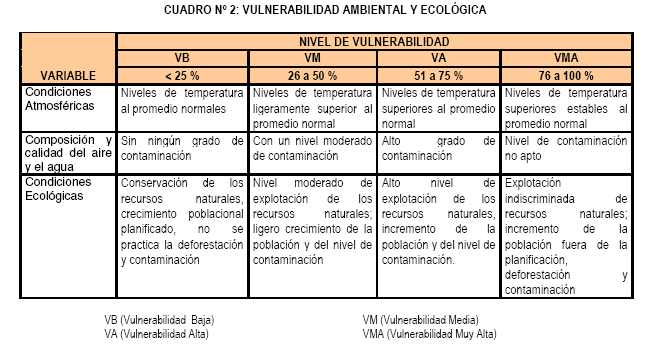 CUADRO Nº 2: VULNERABILIDAD AMBIENTAL Y ECOLÓGICA
NIVEL DE VULNERABILIDAD
VB VM VA VMA
VARIABLE < 25 % 26 a 50 % 51 a 75 % 76 a 100 %
Condiciones Niveles de temperatura Niveles de temperatura Niveles de temperatura Niveles de temperatura
Atmosféricas al promedio normales ligeramente superior al superiores al promedio superiores estables al
promedio normal normal promedio normal
Composición y Sin ningún grado de Con un nivel moderado Alto grado de Nivel de contaminación
calidad del aire contaminación de contaminación contaminación no apto
y el agua
Condiciones Conservación de los Nivel moderado de Alto nivel de Explotación
Ecológicas recursos naturales, explotación de los explotación de los indiscriminada de
crecimiento poblacional recursos naturales; recursos naturales, recursos naturales;
planificado, no se ligero crecimiento de la incremento de la incremento de la
practica la deforestación población y del nivel de población y del nivel de población fuera de la
y contaminación contaminación contaminación. planificación,
deforestación y
contaminación
VB (Vulnerabilidad Baja) VM (Vulnerabilidad Media)
VA (Vulnerabilidad Alta) VMA (Vulnerabilidad Muy Alta)